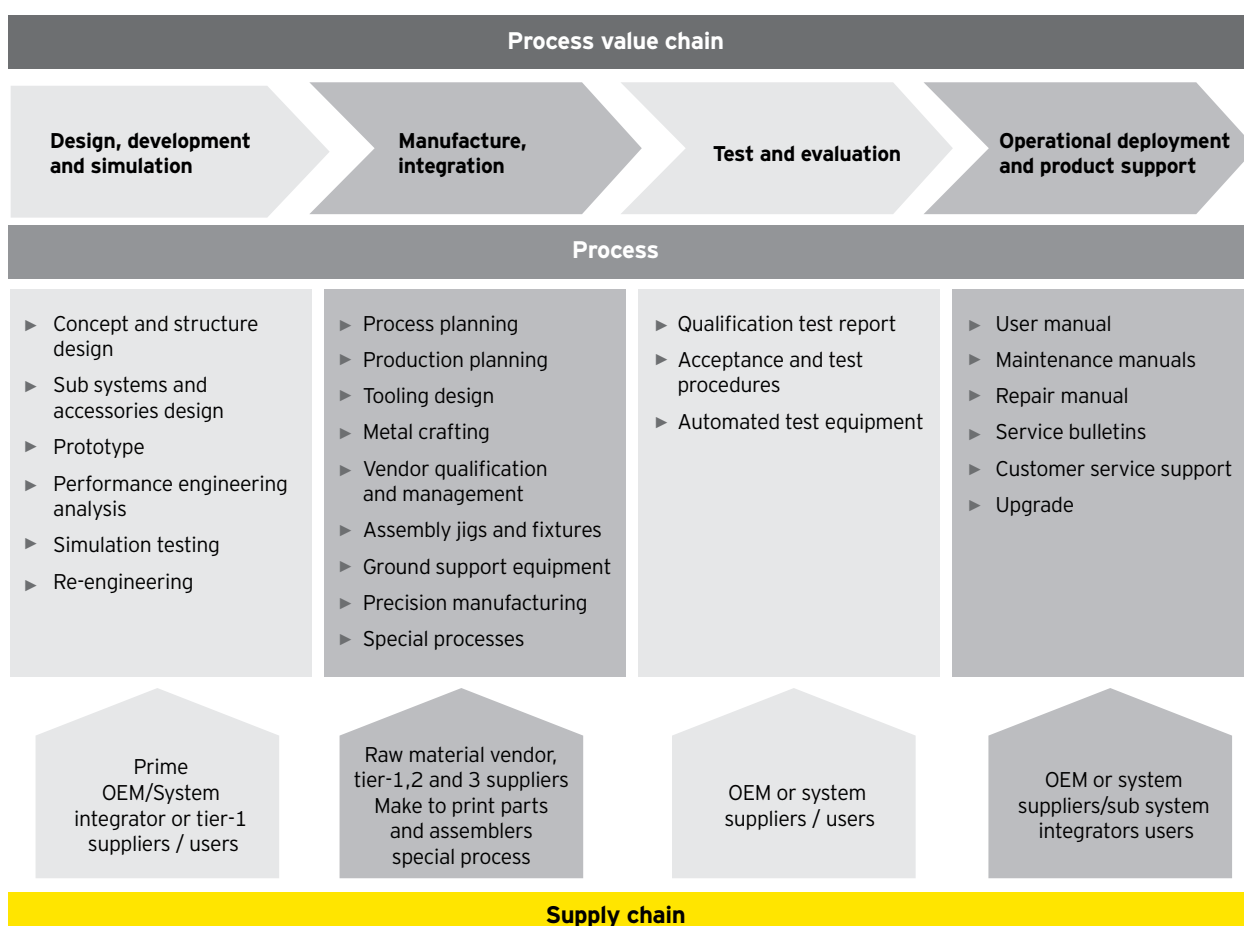 Process value chain
Design, development
and simulation
Manufacture,
integration
Test and evaluation
Operational deployment
and product support
Process
Concept and structure
design
Sub systems and
accessories design
Prototype
Performance engineering
analysis
Simulation testing
Re-engineering
Process planning
Production planning
Tooling design
Metal crafting
Vendor qualification
and management
Assembly jigs and fixtures
Ground support equipment
Precision manufacturing
Special processes
Qualification test report
Acceptance and test
procedures
Automated test equipment
User manual
Maintenance manuals
Repair manual
Service bulletins
Customer service support
Upgrade
Prime
OEM/System
integrator or tier-1
suppliers / users
Raw material vendor,
tier-1,2 and 3 suppliers
Make to print parts
and assemblers
special process
OEM or system
suppliers / users
OEM or system
suppliers/sub system
integrators users
Supply chain